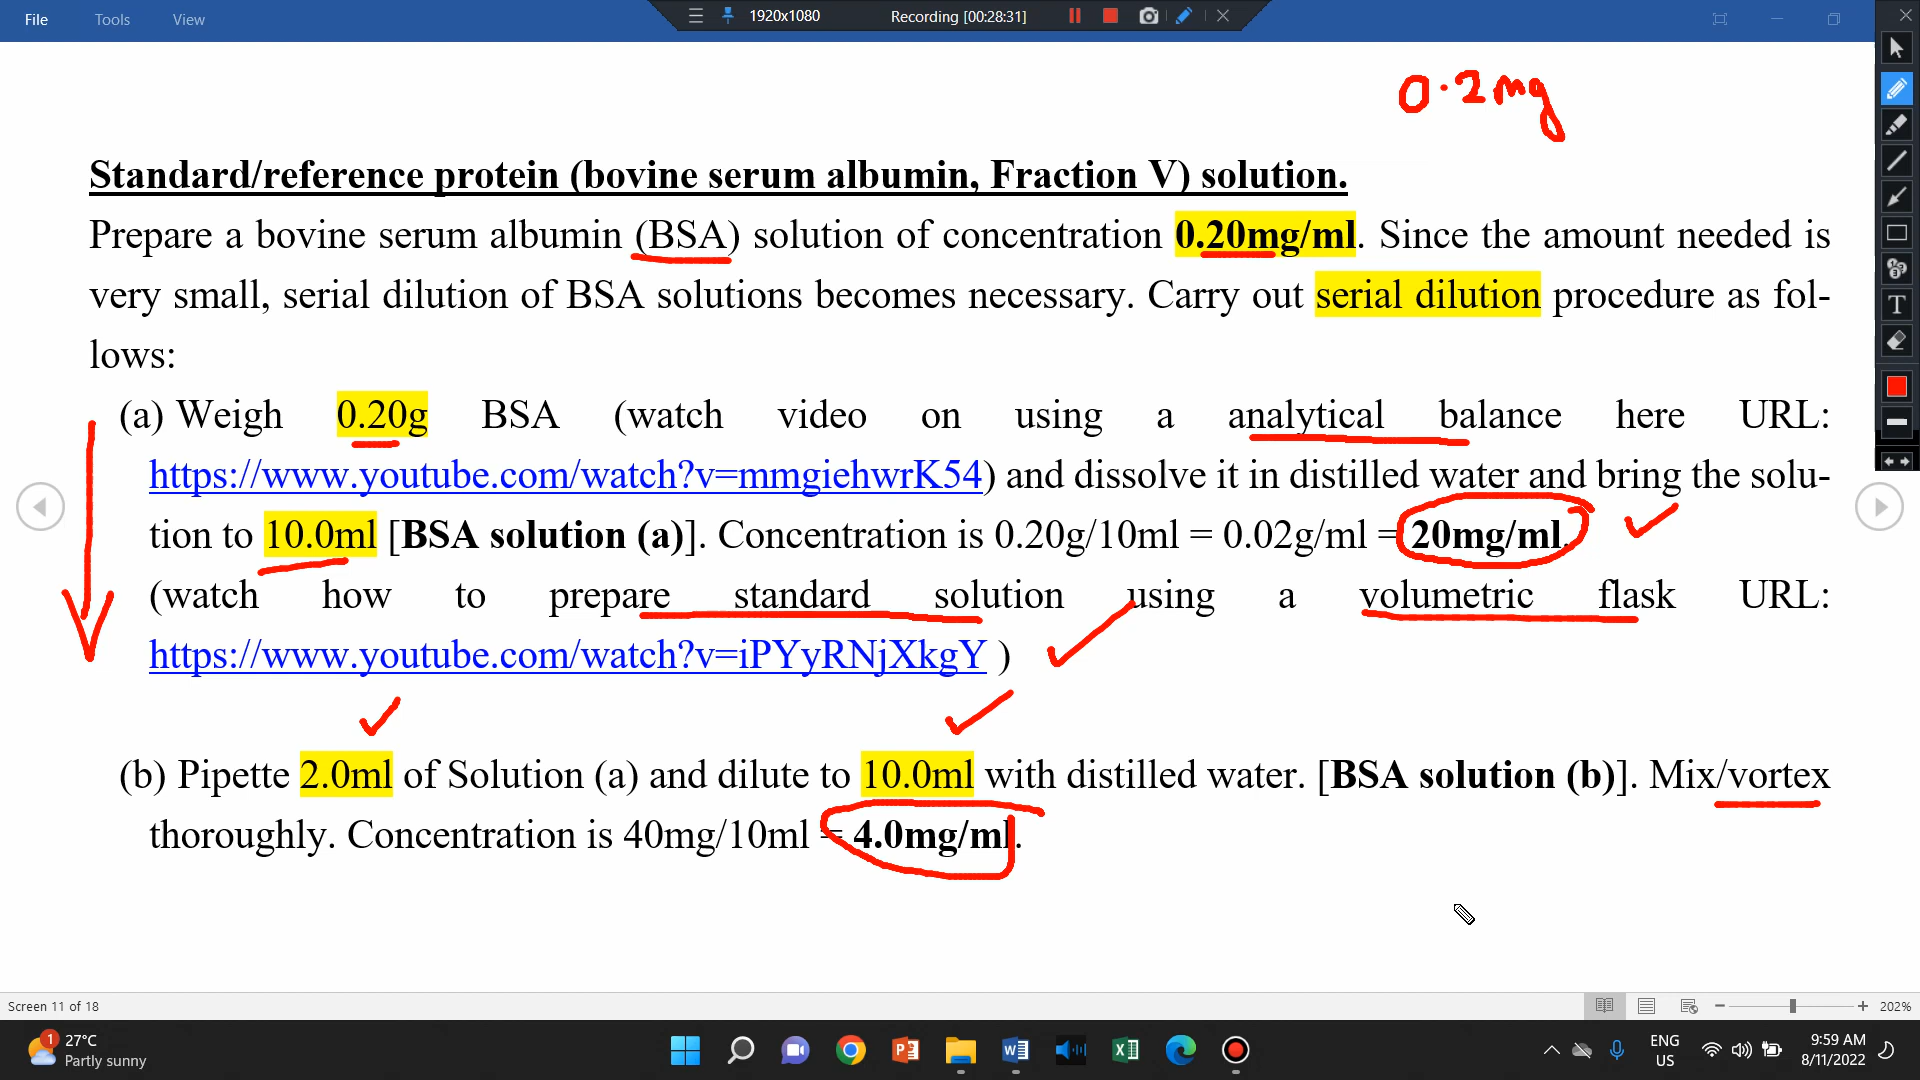 File Tools View 1920x1080 Recording [00:28:31]
0.2mg
Standard/reference protein (bovine serum albumin, Fraction V) solution.
Prepare a bovine serum albumin (BSA) solution of concentration 0.20mg/ml. Since the amount needed is
very small, serial dilution of BSA solutions becomes necessary. Carry out serial dilution procedure as fol-
lows:
(a) Weigh 0.20g BSA (watch video on using a analytical balance here URL:
https://www.youtube.com/watch?v=mmgiehwrK54) and dissolve it in distilled water and bring the solu-
tion to 10.0ml [BSA solution (a)]. Concentration is 0.20g/10ml = 0.02g/ml = 20mg/ml.
(watch how to prepare standard solution using a volumetric flask URL:
https://www.youtube.com/watch?v=iPYyRNjXkgY )
(b) Pipette 2.0ml of Solution (a) and dilute to 10.0ml with distilled water. [BSA solution (b)]. Mix/vortex
thoroughly. Concentration is 40mg/10ml = 4.0mg/ml.
Screen 11 of 18 202%
1 27°C
Partly sunny
ENG
US
9:59 AM
8/11/2022